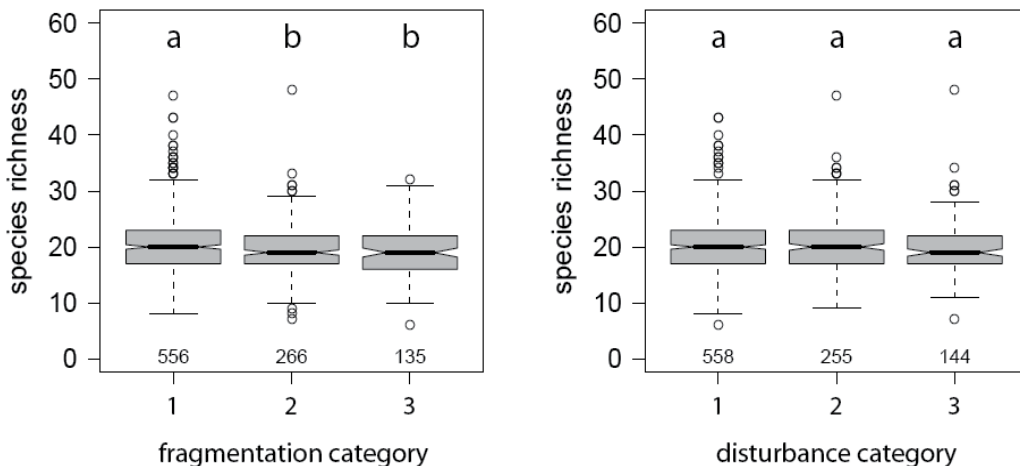 60 a b b
50
40
30
20
10
0 556 266 135
1 2 3
species richness
fragmentation category
60 a a a
50
40
30
20
10
0 558 255 144
1 2 3
species richness
disturbance category